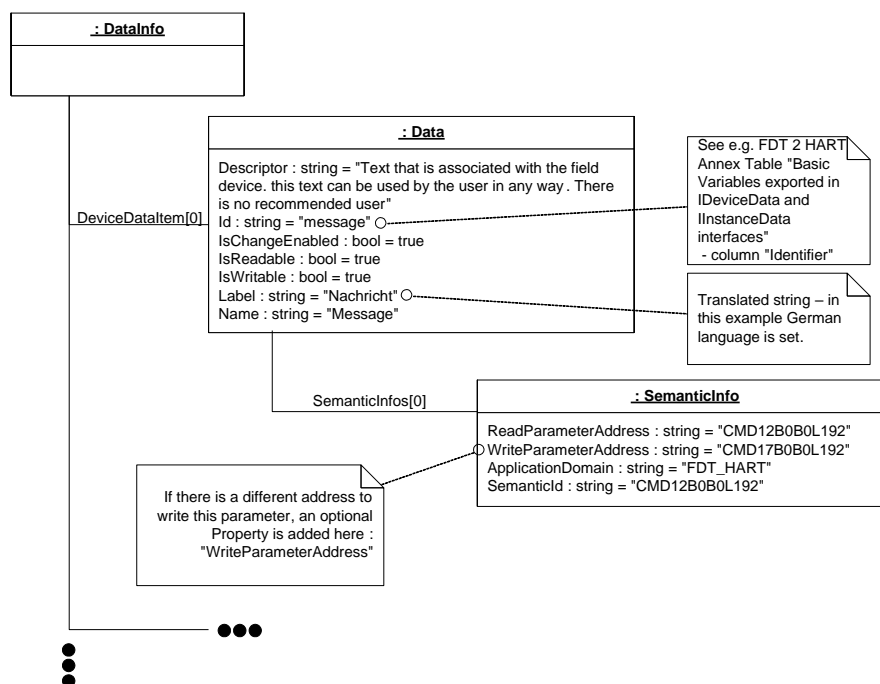 : DataInfo
: Data
Descriptor : string = "Text that is associated with the field
device. this text can be used by the user in any way . There
is no recommended user"
Id : string = "message"
IsChangeEnabled : bool = true
IsReadable : bool = true
IsWritable : bool = true
Label : string = "Nachricht"
Name : string = "Message"
See e.g. FDT 2 HART
Annex Table "Basic
Variables exported in
IDeviceData and
IInstanceData
interfaces"
- column "Identifier"
DeviceDataItem[0]
Translated string – in
this example German
language is set.
SemanticInfos[0]
: SemanticInfo
ReadParameterAddress : string = "CMD12B0B0L192"
WriteParameterAddress : string = "CMD17B0B0L192"
ApplicationDomain : string = "FDT_HART"
SemanticId : string = "CMD12B0B0L192"
If there is a different address to
write this parameter, an optional
Property is added here :
"WriteParameterAddress"